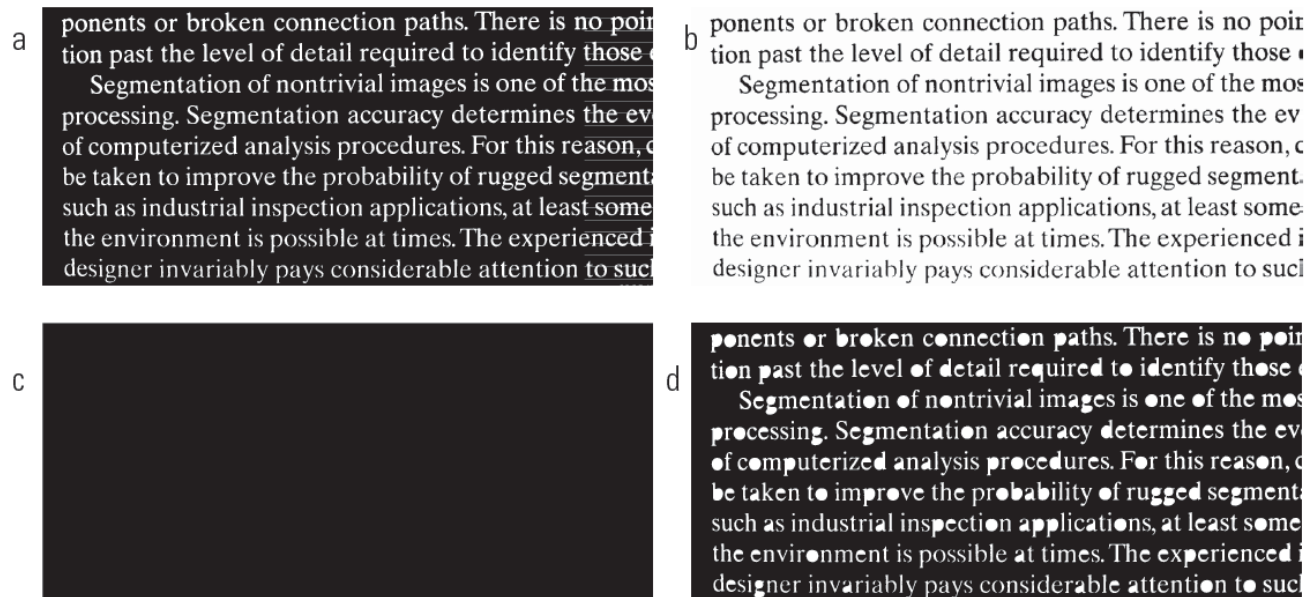 a
ponents or broken connection paths. There is no poin
tion past the level of detail required to identify those
Segmentation of nontrivial images is one of the mos
processing. Segmentation accuracy determines the ev
of computerized analysis procedures. For this reason, c
be taken to improve the probability of rugged segment
such as industrial inspection applications, at least some
the environment is possible at times. The experienced i
designer invariably pays considerable attention to suc
b
ponents or broken connection paths. There is no poin
tion past the level of detail required to identify those
Segmentation of nontrivial images is one of the mos
processing. Segmentation accuracy determines the ev
of computerized analysis procedures. For this reason, c
be taken to improve the probability of rugged segment
such as industrial inspection applications, at least some
the environment is possible at times. The experienced i
designer invariably pays considerable attention to suc
c
d
ponents or broken connection paths. There is no poin
tion past the level of detail required to identify those
Segmentation of nontrivial images is one of the mos
processing. Segmentation accuracy determines the ev
of computerized analysis procedures. For this reason, c
be taken to improve the probability of rugged segment
such as industrial inspection applications, at least some
the environment is possible at times. The experienced i
designer invariably pays considerable attention to suc